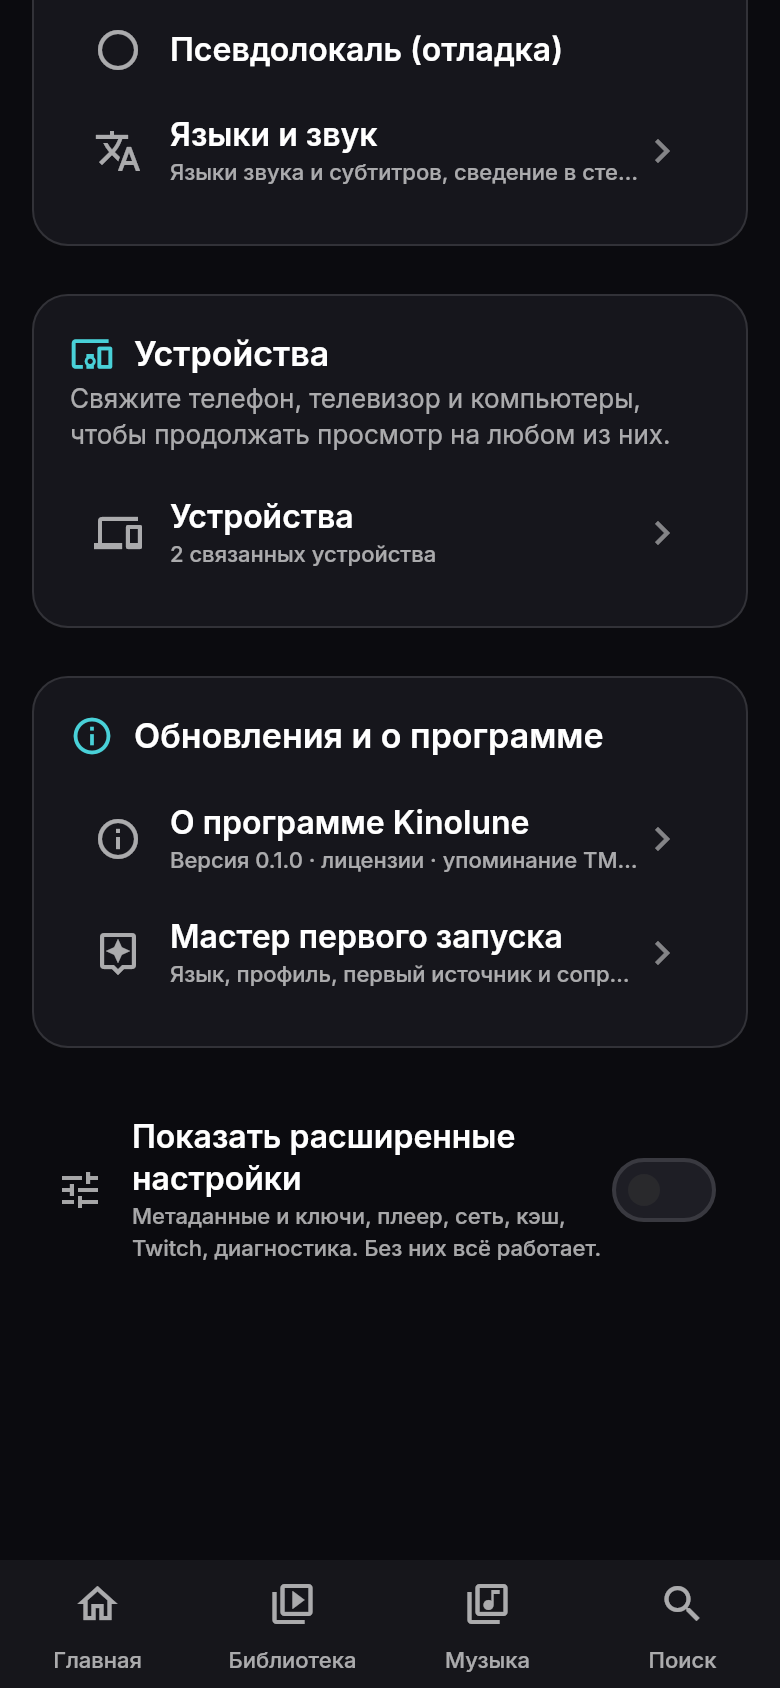 Псевдолокаль (отладка)
Языки и звук
Языки звука и субтитров, сведение в сте...
Устройства
Свяжите телефон, телевизор и компьютеры,
чтобы продолжать просмотр на любом из них.
Устройства
2 связанных устройства
Обновления и о программе
О программе Kinolune
Версия 0.1.0 · лицензии · упоминание TM...
Мастер первого запуска
Язык, профиль, первый источник и сопр...
Показать расширенные
настройки
Метаданные и ключи, плеер, сеть, кэш,
Twitch, диагностика. Без них всё работает.
Главная
Библиотека
Музыка
Поиск